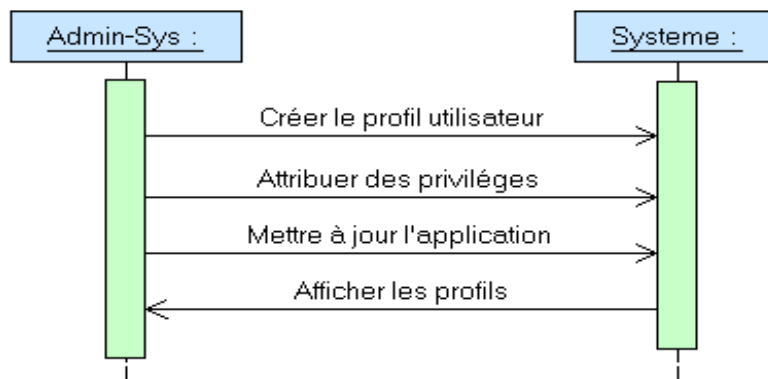 Admin-Sys :
Systeme :
Créer le profil utilisateur
Attribuer des priviléges
Mettre à jour l'application
Afficher les profils